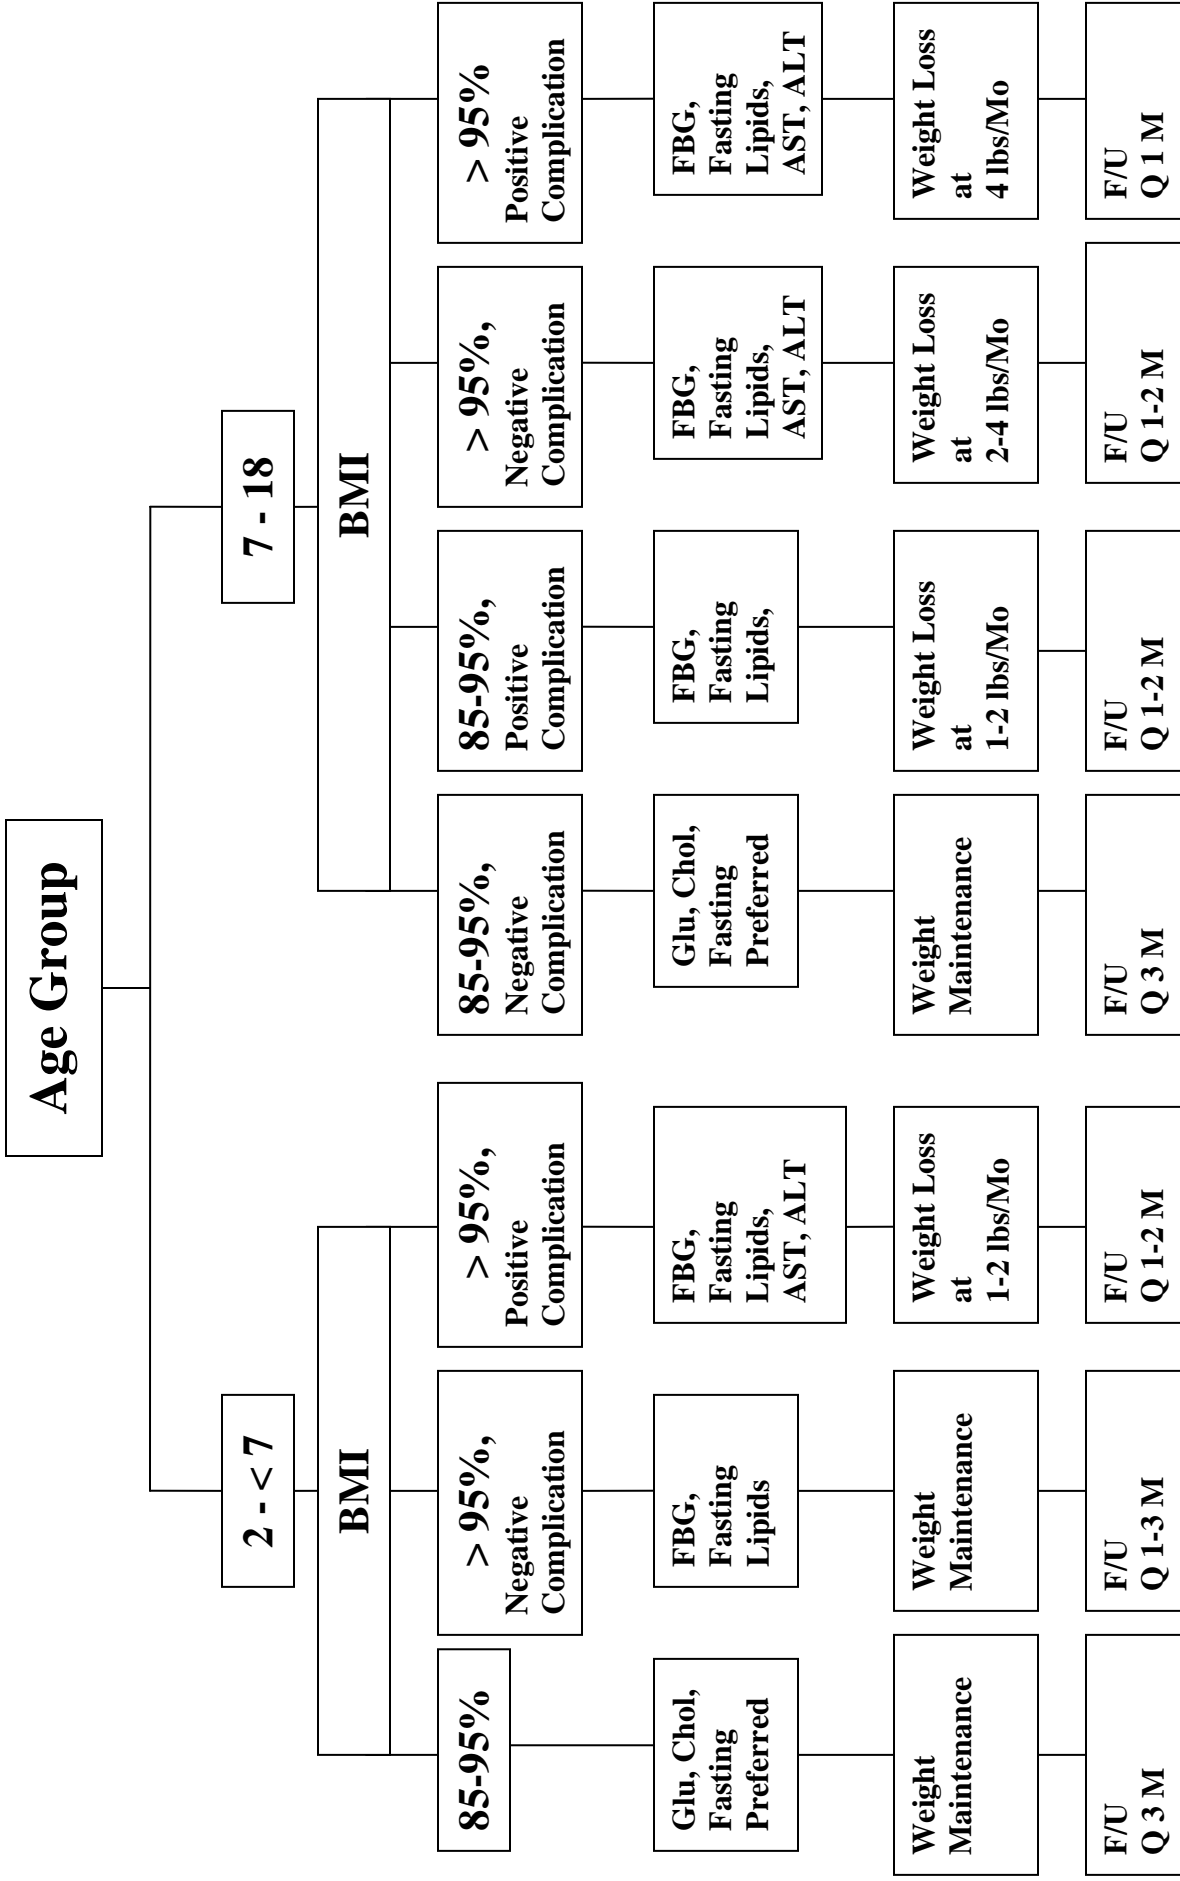 Age Group
2 - < 7
7 - 18
BMI
BMI
85-95%
> 95%,
Negative
Complication
> 95%,
Positive
Complication
85-95%,
Negative
Complication
85-95%,
Positive
Complication
> 95%,
Negative
Complication
> 95%
Positive
Complication
Glu, Chol,
Fasting
Preferred
FBG,
Fasting
Lipids
FBG,
Fasting
Lipids,
AST, ALT
Glu, Chol,
Fasting
Preferred
FBG,
Fasting
Lipids,
FBG,
Fasting
Lipids,
AST, ALT
FBG,
Fasting
Lipids,
AST, ALT
Weight
Maintenance
Weight
Maintenance
Weight Loss
at
1-2 lbs/Mo
Weight
Maintenance
Weight Loss
at
1-2 lbs/Mo
Weight Loss
at
2-4 lbs/Mo
Weight Loss
at
4 lbs/Mo
F/U
Q 3 M
F/U
Q 1-3 M
F/U
Q 1-2 M
F/U
Q 3 M
F/U
Q 1-2 M
F/U
Q 1-2 M
F/U
Q 1 M